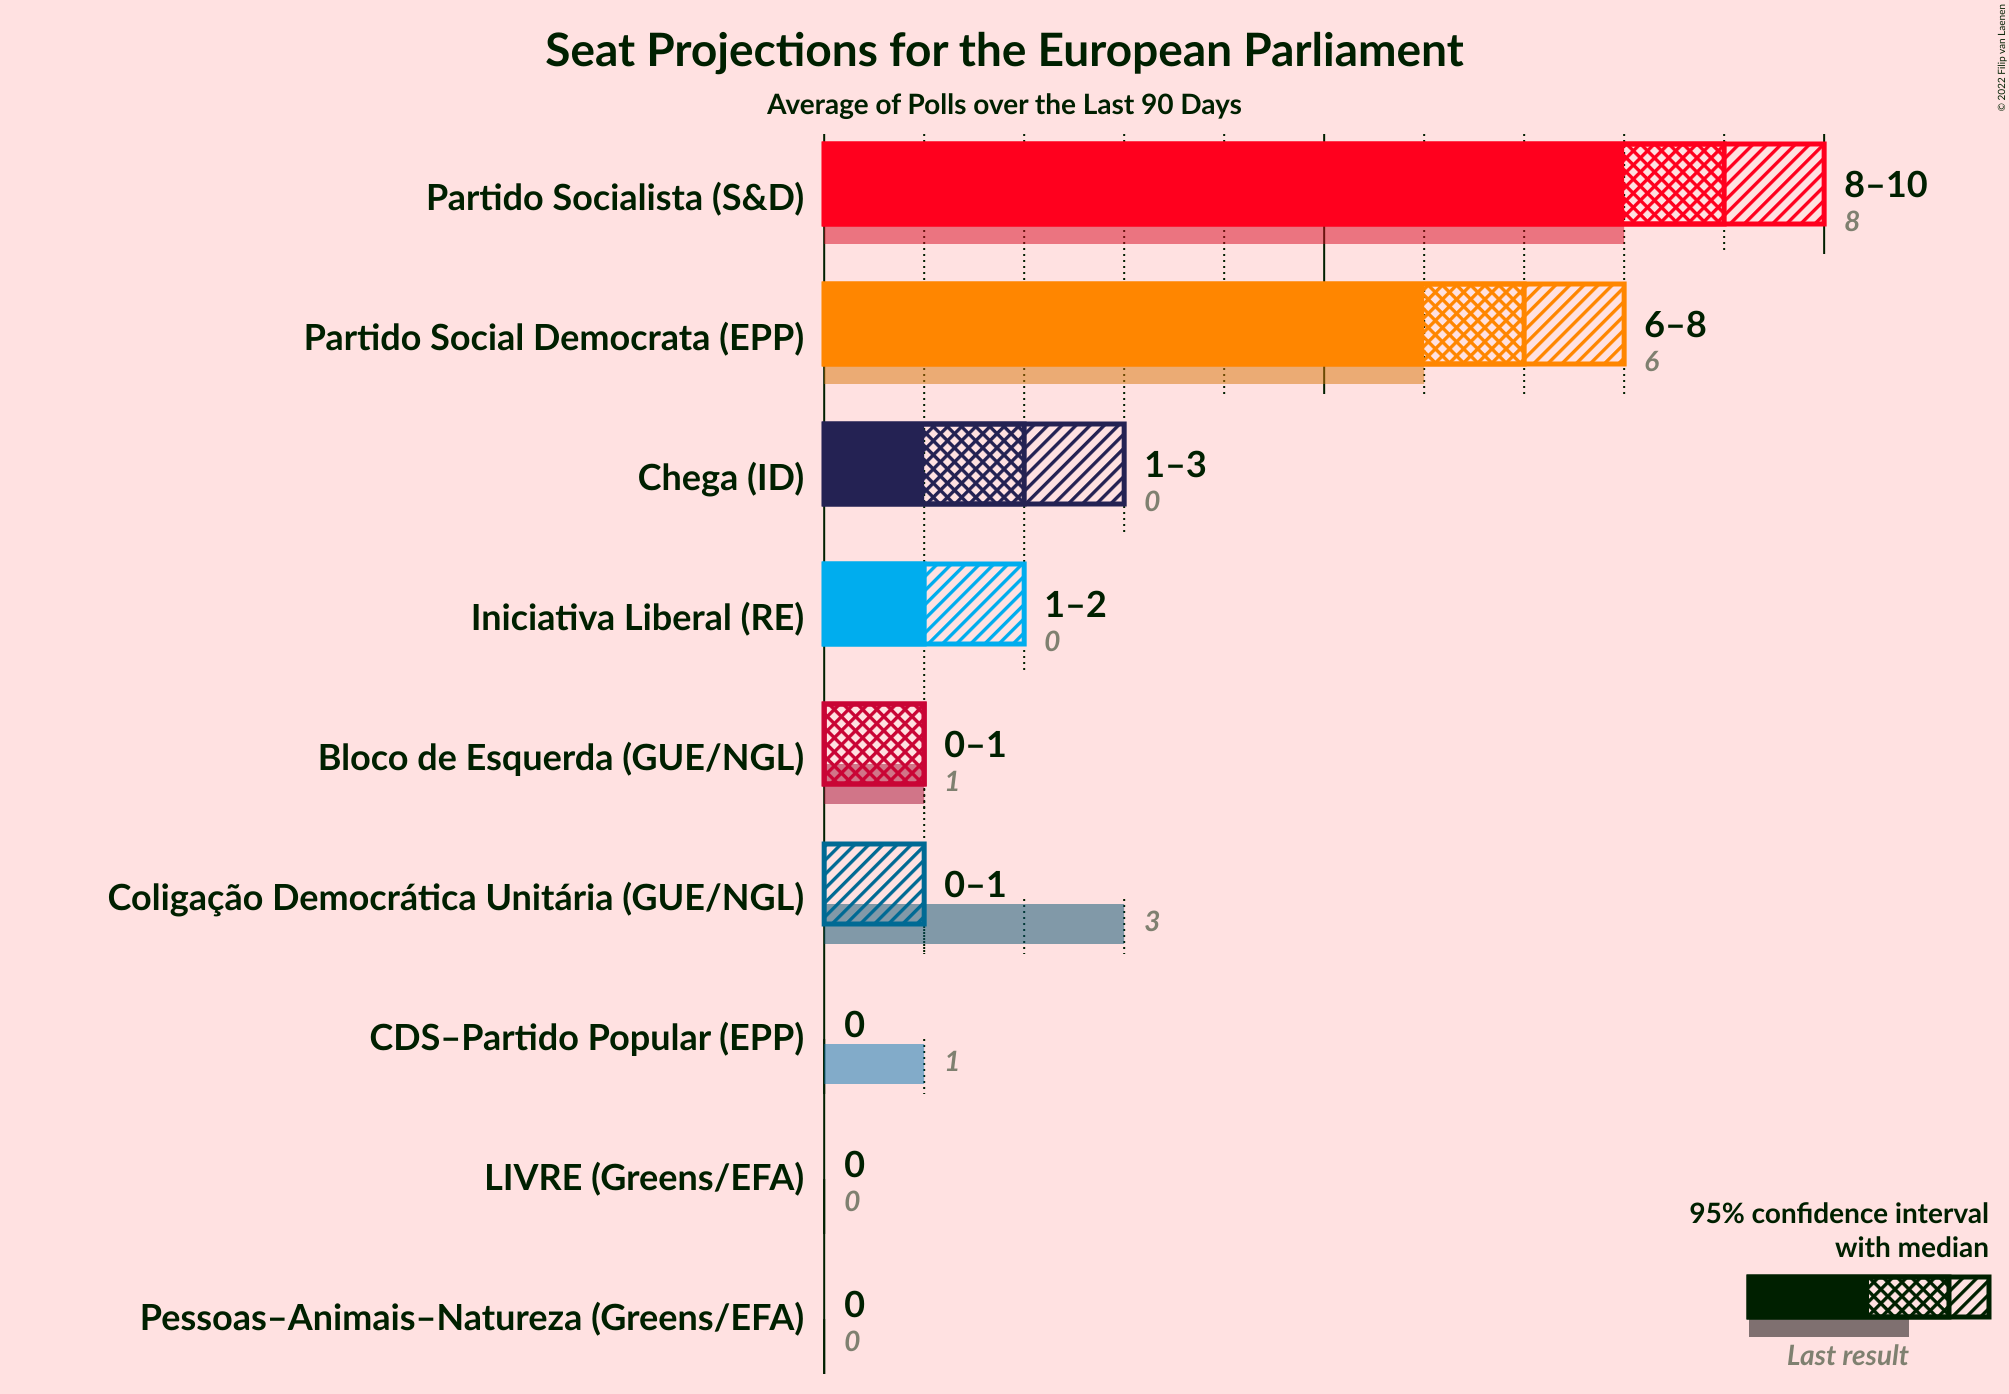 Seat Projections for the European Parliament
Average of Polls over the Last 90 Days
© 2022 Filip van Laenen
Partido Socialista (S&D)
8–10
8
Partido Social Democrata (EPP)
6–8
6
Chega (ID)
1–3
0
Iniciativa Liberal (RE)
1–2
0
Bloco de Esquerda (GUE/NGL)
0–1
1
Coligação Democrática Unitária (GUE/NGL)
0–1
3
CDS–Partido Popular (EPP)
0
1
LIVRE (Greens/EFA)
0
0
Pessoas–Animais–Natureza (Greens/EFA)
0
0
95% confidence interval
with median
Last result